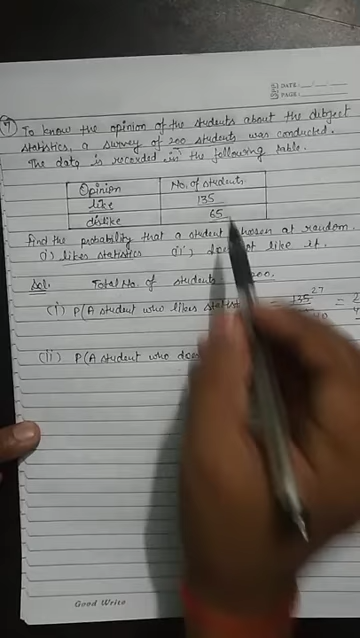 DATE:
PAGE:
9) To know the opinion of the students about the subject
statistics, a survey of 200 students was conducted.
The data is recorded in the following table.
Opinion No. of students
like 135
dislike 65
Find the probability that a student chosen at random
(i) likes statistics (ii) does not like it.
Sol. Total No. of students 200.
(i) P(A student who likes statist = 135 27 =
(ii) P(A student who does
Good Write